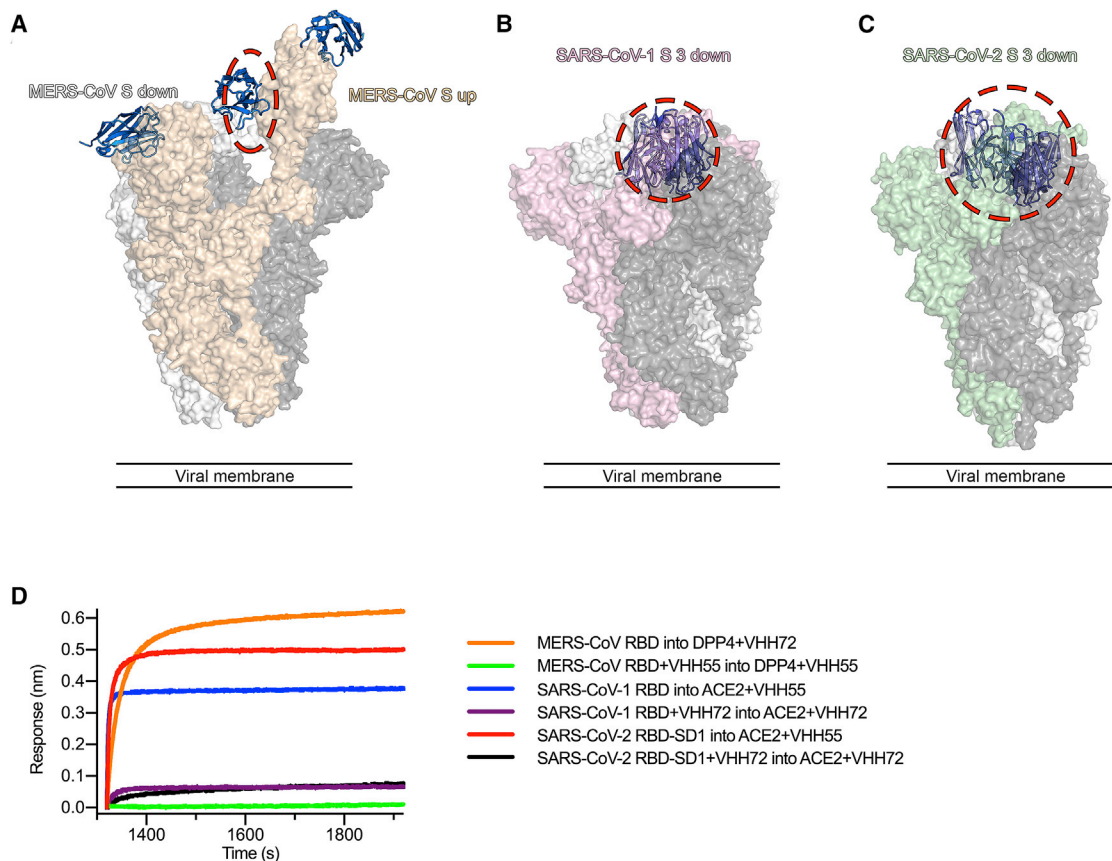 A
B
C
MERS-CoV S down
MERS-CoV S up
SARS-CoV-1 S 3 down
SARS-CoV-2 S 3 down
Viral membrane
Viral membrane
Viral membrane
D
Response (nm)
0.6
0.5
0.4
0.3
0.2
0.1
0.0
1400
1600
1800
Time (s)
MERS-CoV RBD into DPP4+VHH72
MERS-CoV RBD+VHH55 into DPP4+VHH55
SARS-CoV-1 RBD into ACE2+VHH55
SARS-CoV-1 RBD+VHH72 into ACE2+VHH72
SARS-CoV-2 RBD-SD1 into ACE2+VHH55
SARS-CoV-2 RBD-SD1+VHH72 into ACE2+VHH72